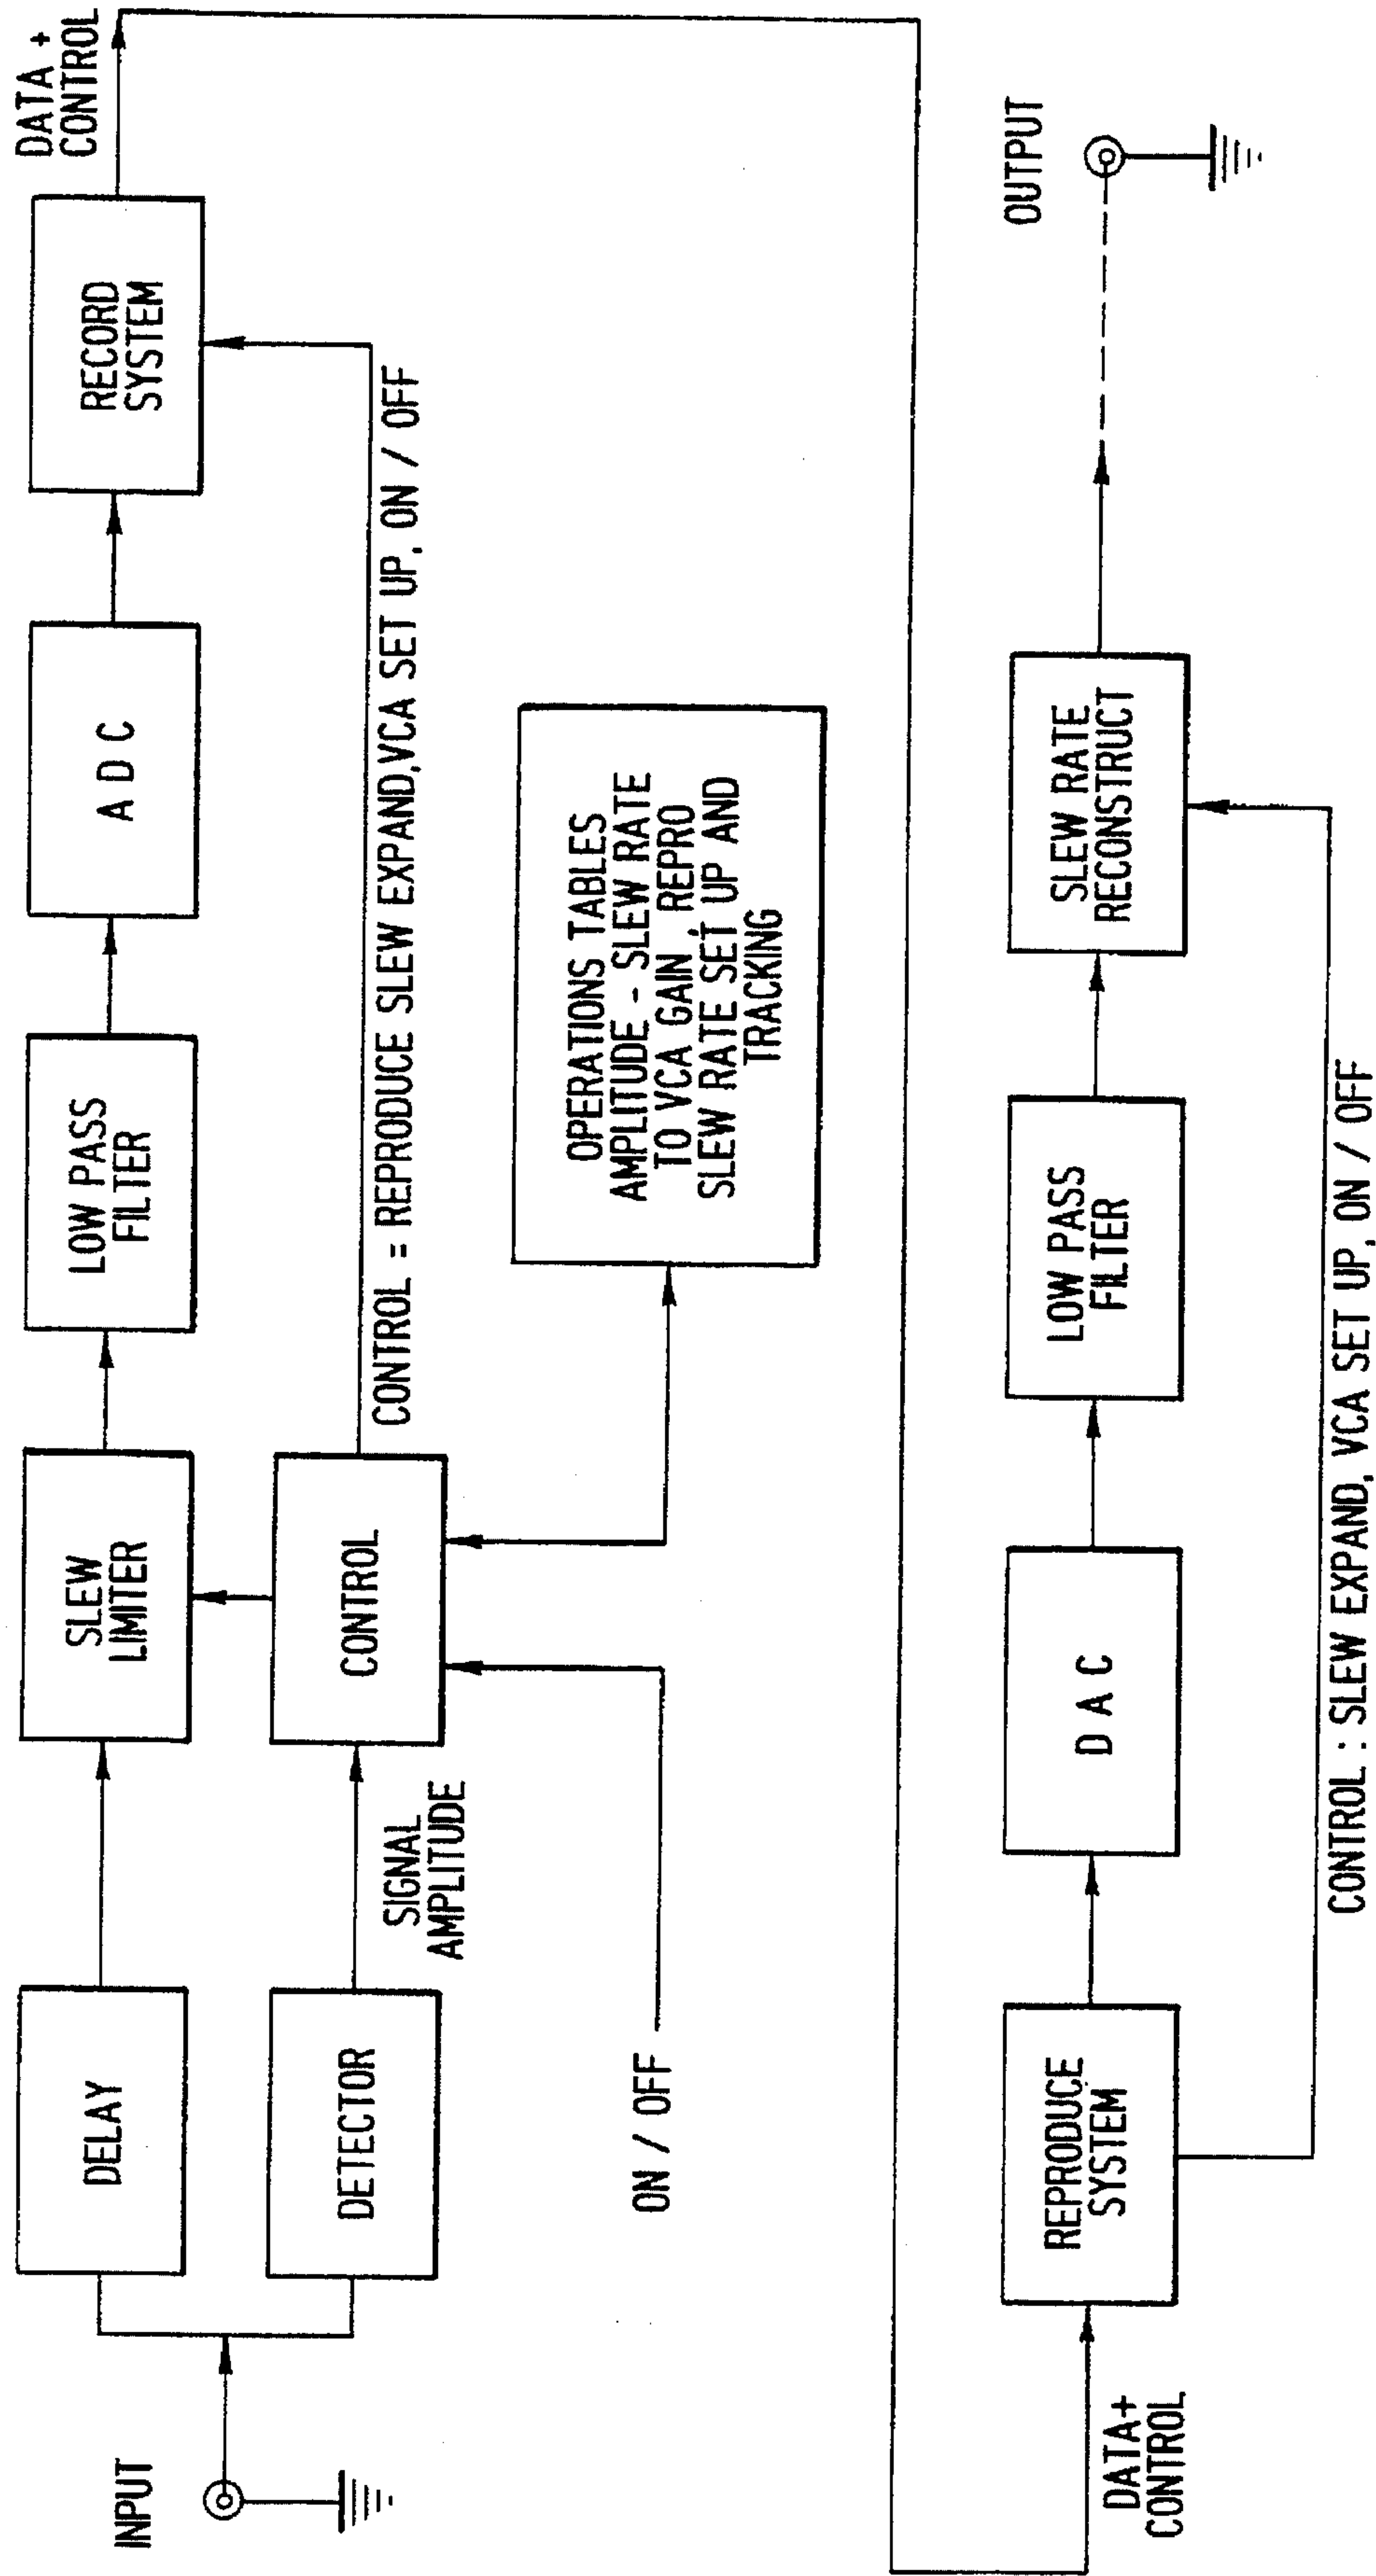 INPUT
DELAY
DETECTOR
SIGNAL
AMPLITUDE
ON / OFF
SLEW
LIMITER
CONTROL
LOW PASS
FILTER
A D C
RECORD
SYSTEM
DATA +
CONTROL
CONTROL = REPRODUCE SLEW EXPAND,VCA SET UP, ON / OFF
OPERATIONS TABLES
AMPLITUDE - SLEW RATE
TO VCA GAIN, REPRO
SLEW RATE SET UP AND
TRACKING
DATA+
CONTROL
REPRODUCE
SYSTEM
D A C
LOW PASS
FILTER
SLEW RATE
RECONSTRUCT
OUTPUT
CONTROL : SLEW EXPAND, VCA SET UP, ON / OFF